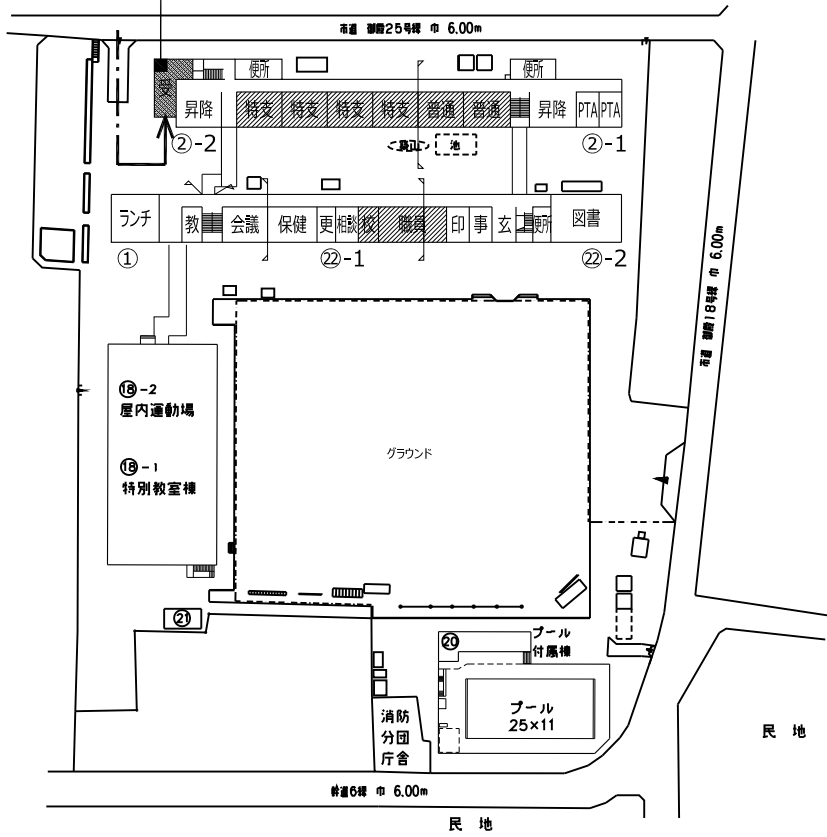 市道 御殿25号線 巾 6.00m
便所
便所
受
昇降
特支
特支
特支
特支
普通
普通
昇降
PTA
PTA
②-2
池
②-1
ランチ
教
会議
保健
更
相談
校
職員
印
事
玄
便所
図書
①
㉒-1
㉒-2
市道 御殿18号線 巾 6.00m
⑱-2
屋内運動場
⑱-1
特別教室棟
グラウンド
㉑
⑳
プール
付属棟
プール
25×11
消防
分団
庁舎
民 地
幹道6線 巾 6.00m
民 地